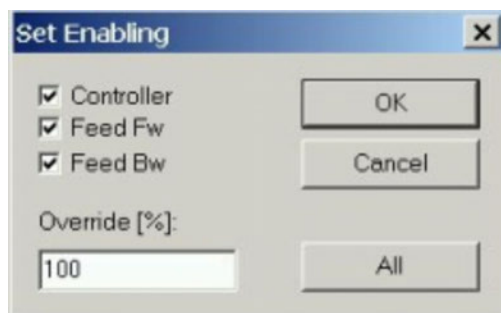 Set Enabling
Controller
OK
Feed Fw
Feed Bw
Cancel
Override [%]:
100
All